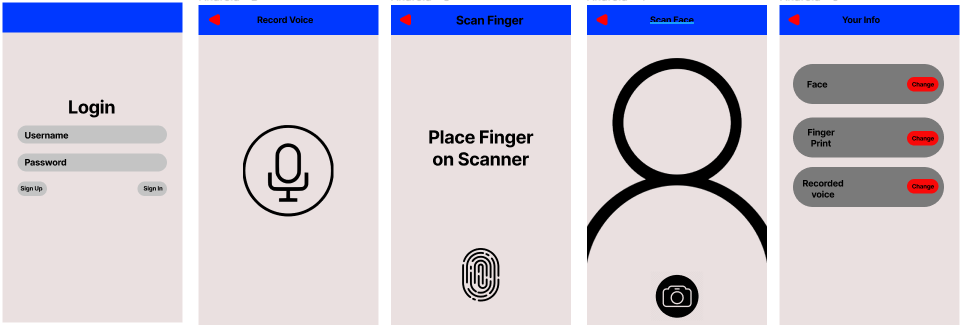 Login
Username
Password
Sign Up
Sign In
Record Voice
Scan Finger
Place Finger
on Scanner
Scan Face
Your Info
Face
Change
Finger
Print
Change
Recorded
voice
Change